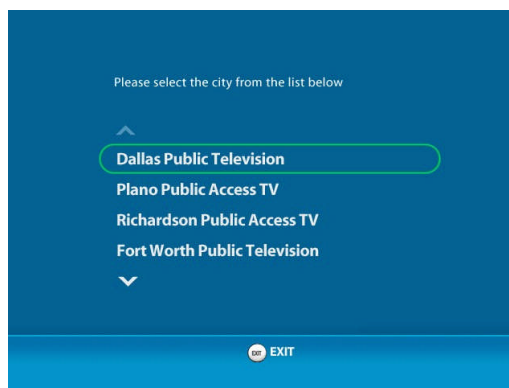 Please select the city from the list below
Dallas Public Television
Plano Public Access TV
Richardson Public Access TV
Fort Worth Public Television
EXIT EXIT